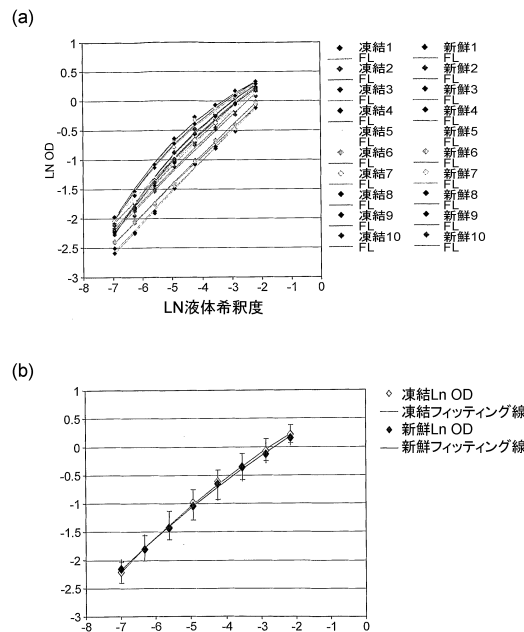 (a)
1
0.5
0
-0.5
-1
-1.5
-2
-2.5
-3
LN OD
-8 -7 -6 -5 -4 -3 -2 -1 0
LN液体希釈度
凍結1 新鮮1
FL FL
凍結2 新鮮2
FL FL
凍結3 新鮮3
FL FL
凍結4 新鮮4
FL FL
凍結5 新鮮5
FL FL
凍結6 新鮮6
FL FL
凍結7 新鮮7
FL FL
凍結8 新鮮8
FL FL
凍結9 新鮮9
FL FL
凍結10 新鮮10
FL FL
(b)
1
0.5
0
-0.5
-1
-1.5
-2
-2.5
-3
-8 -7 -6 -5 -4 -3 -2 -1 0
凍結Ln OD
凍結フィッティング線
新鮮Ln OD
新鮮フィッティング線